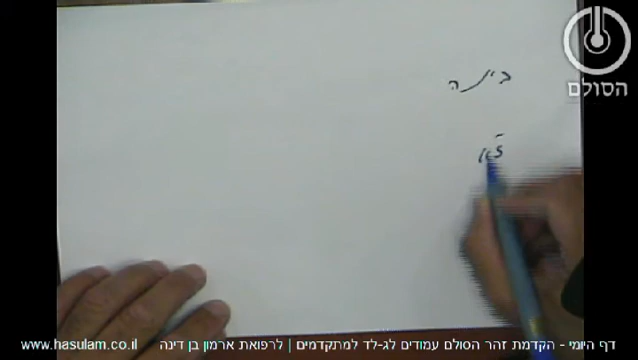 הסולם
בינה
ז"א
דף היומי - הקדמת זהר הסולם עמודים לג-לד למתקדמים | לרפואת ארמון בן דינה www.hasulam.co.il